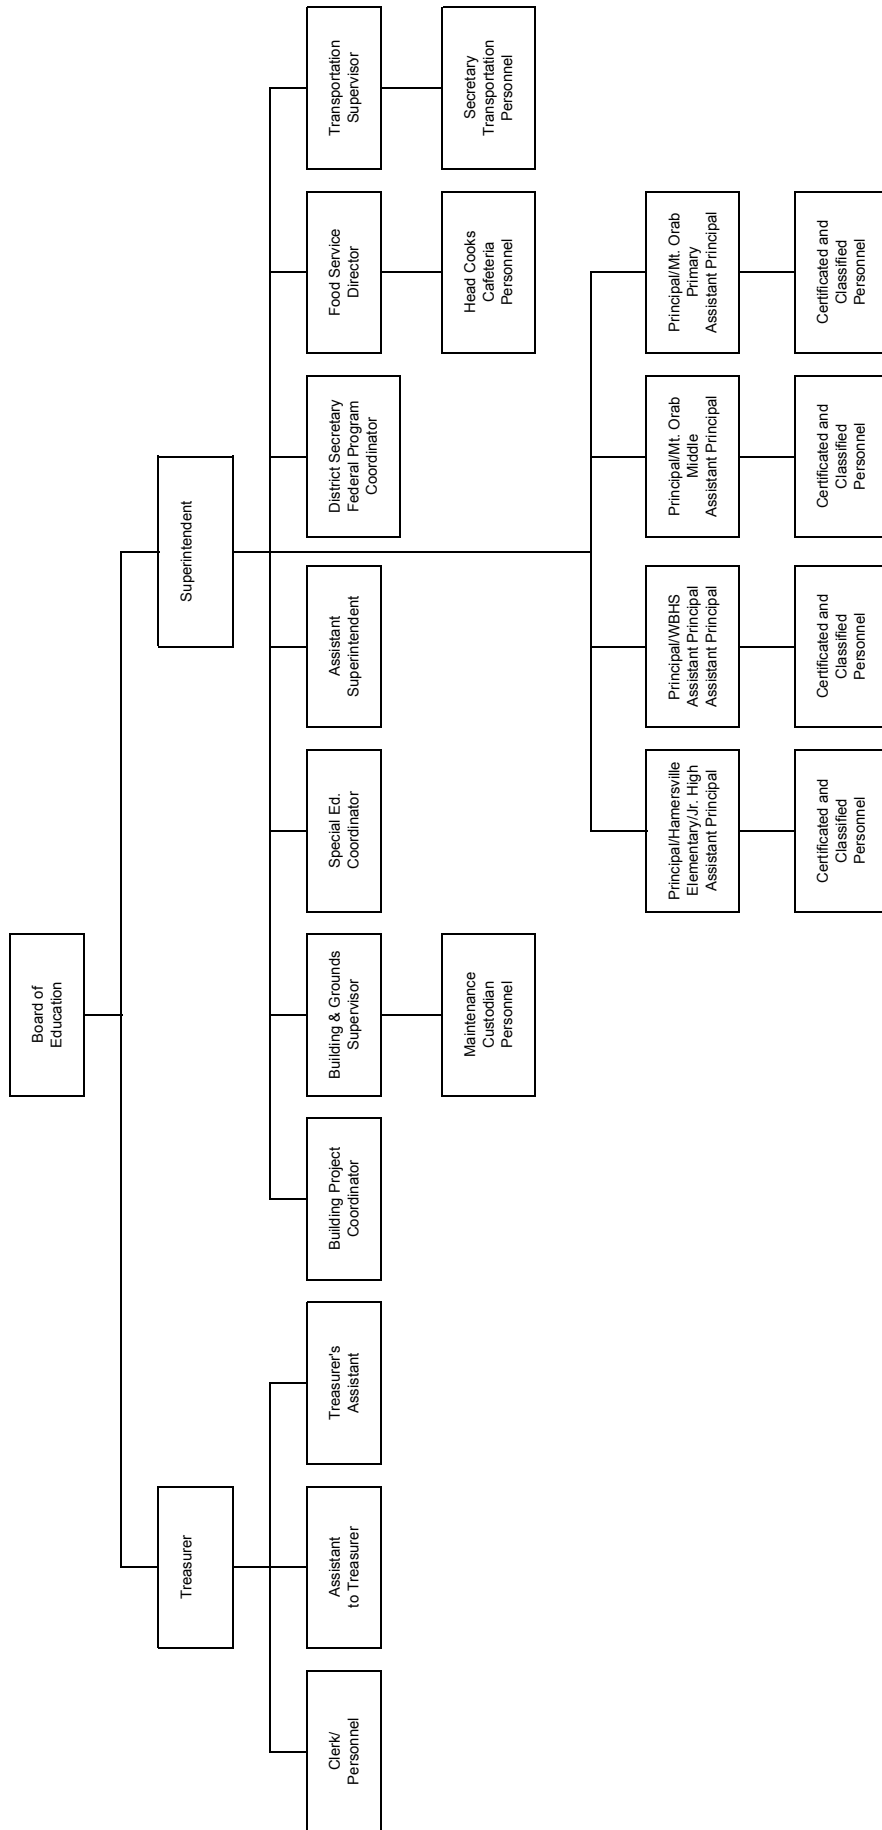 Board of
Education
Treasurer
Superintendent
Clerk/
Personnel
Assistant
to Treasurer
Treasurer's
Assistant
Building Project
Coordinator
Building & Grounds
Supervisor
Special Ed.
Coordinator
Assistant
Superintendent
District Secretary
Federal Program
Coordinator
Food Service
Director
Transportation
Supervisor
Maintenance
Custodian
Personnel
Head Cooks
Cafeteria
Personnel
Secretary
Transportation
Personnel
Principal/Hamersville
Elementary/Jr. High
Assistant Principal
Principal/WBHS
Assistant Principal
Assistant Principal
Principal/Mt. Orab
Middle
Assistant Principal
Principal/Mt. Orab
Primary
Assistant Principal
Certificated and
Classified
Personnel
Certificated and
Classified
Personnel
Certificated and
Classified
Personnel
Certificated and
Classified
Personnel